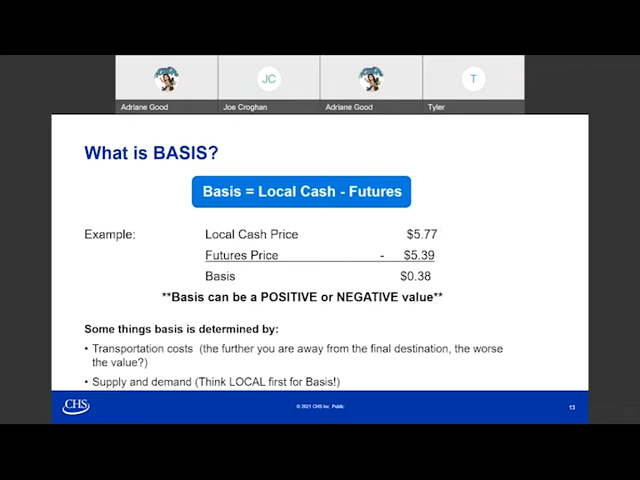 Adriane Good
JC
Joe Croghan
Adriane Good
T
Tyler
What is BASIS?
Basis = Local Cash - Futures
Example: Local Cash Price $5.77
Futures Price - $5.39
Basis $0.38
**Basis can be a POSITIVE or NEGATIVE value**
Some things basis is determined by:
• Transportation costs (the further you are away from the final destination, the worse
the value?)
• Supply and demand (Think LOCAL first for Basis!)
CHS
© 2021 CHS Inc. Public
13